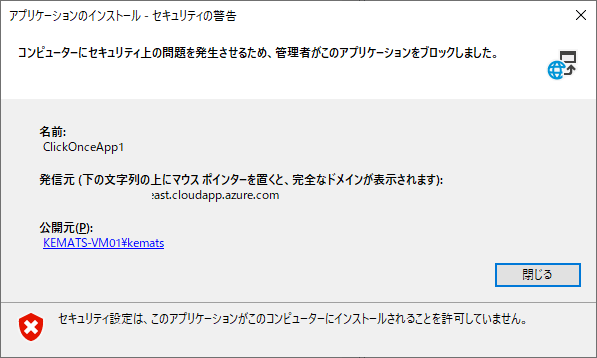 アプリケーションのインストール - セキュリティの警告
コンピューターにセキュリティ上の問題を発生させるため、管理者がこのアプリケーションをブロックしました。
名前:
ClickOnceApp1
発信元 (下の文字列の上にマウス ポインターを置くと、完全なドメインが表示されます):
east.cloudapp.azure.com
公開元(P):
KEMATS-VM01¥kemats
閉じる
セキュリティ設定は、このアプリケーションがこのコンピューターにインストールされることを許可していません。